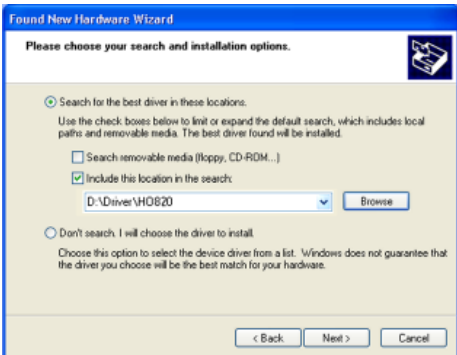 Found New Hardware Wizard
Please choose your search and installation options.
Search for the best driver in these locations.
Use the check boxes below to limit or expand the default search, which includes local
paths and removable media. The best driver found will be installed.
Search removable media (floppy, CD-ROM...)
Include this location in the search:
D:\Driver\HO820
Browse
Don't search. I will choose the driver to install.
Choose this option to select the device driver from a list. Windows does not guarantee that
the driver you choose will be the best match for your hardware.
< Back
Next >
Cancel